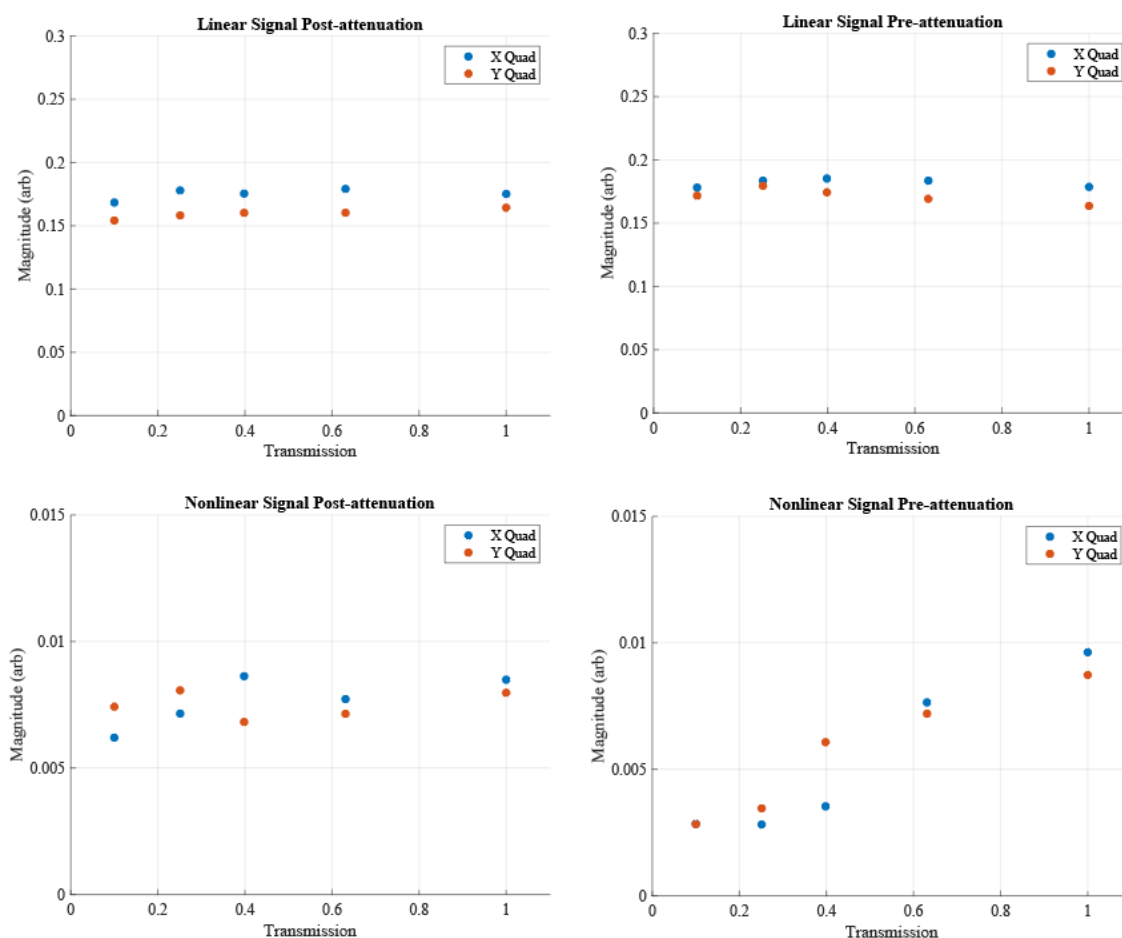 Linear Signal Post-attenuation
0.3
0.25
0.2
0.15
0.1
0.05
0
Magnitude (arb)
X Quad
Y Quad
0 0.2 0.4 0.6 0.8 1
Transmission
Linear Signal Pre-attenuation
0.3
0.25
0.2
0.15
0.1
0.05
0
Magnitude (arb)
X Quad
Y Quad
0 0.2 0.4 0.6 0.8 1
Transmission
Nonlinear Signal Post-attenuation
0.015
0.01
0.005
0
Magnitude (arb)
X Quad
Y Quad
0 0.2 0.4 0.6 0.8 1
Transmission
Nonlinear Signal Pre-attenuation
0.015
0.01
0.005
0
Magnitude (arb)
X Quad
Y Quad
0 0.2 0.4 0.6 0.8 1
Transmission